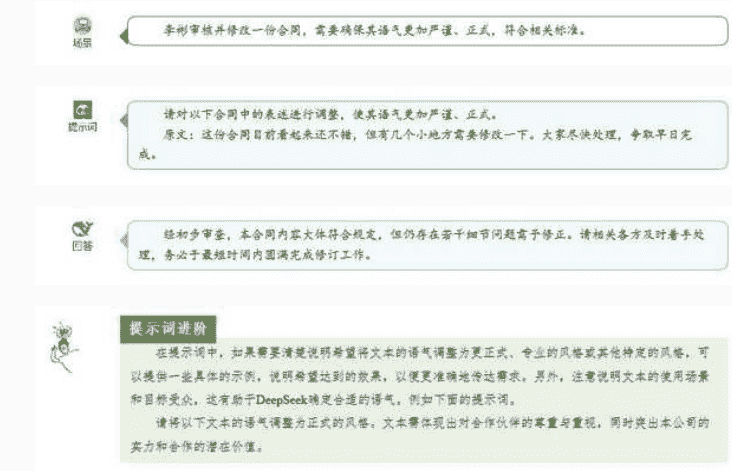 场景
李彬审核并修改一份合同，需要确保其语气更加严谨、正式，符合相关标准。
提示词
请对以下合同中的表述进行调整，使其语气更加严谨、正式。
原文：这份合同目前看起来还不错，但有几个小地方需要修改一下。大家尽快处理，争取早日完
成。
回答
经初步审查，本合同内容大体符合规定，但仍存在若干细节问题需予修正。请相关各方及时着手处
理，务必于最短时间内圆满完成修订工作。
提示词进阶
在提示词中，如果需要清楚说明希望将文本的语气调整为更正式、专业的风格或其他特定的风格，可
以提供一些具体的示例，说明希望达到的效果，以便更准确地传达需求。另外，注意说明文本的使用场景
和目标受众，这有助于DeepSeek确定合适的语气。例如下面的提示词。
请将以下文本的语气调整为正式的风格。文本需体现出对合作伙伴的尊重与重视，同时突出本公司的
实力和合作的潜在价值。